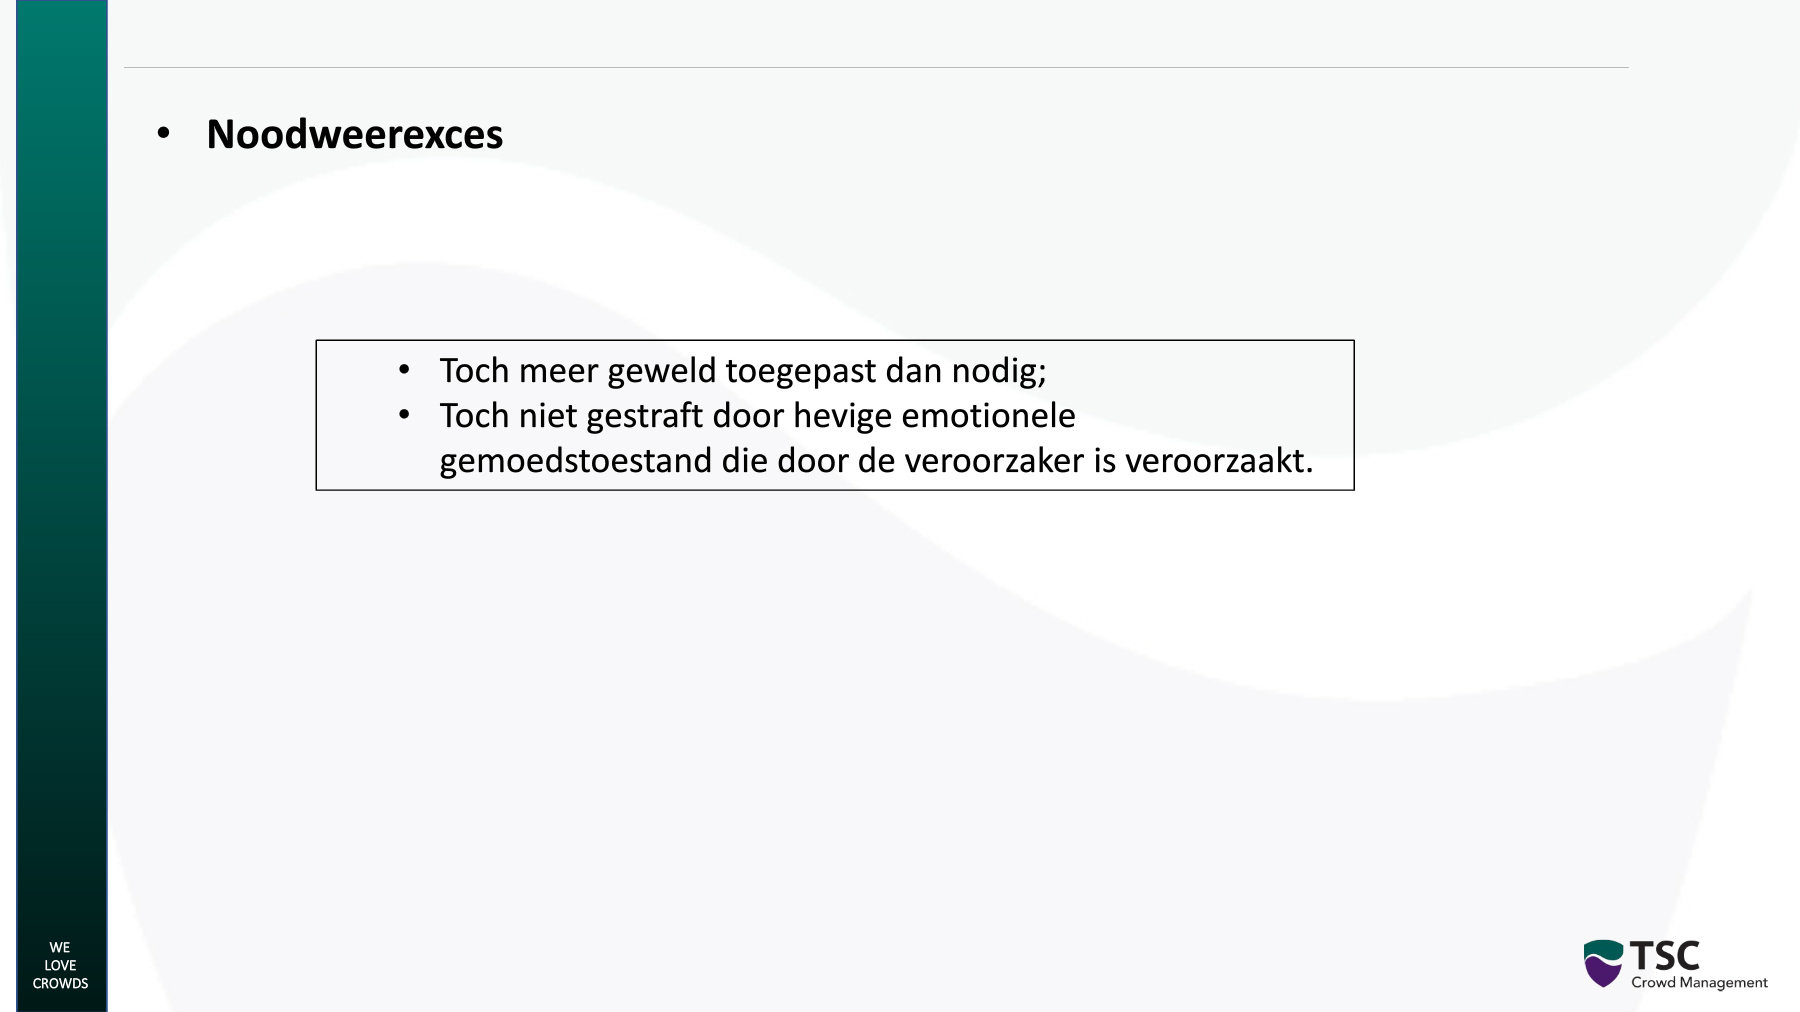 • Noodweerexces
• Toch meer geweld toegepast dan nodig;
• Toch niet gestraft door hevige emotionele
gemoedstoestand die door de veroorzaker is veroorzaakt.
WE
LOVE
CROWDS
TSC
Crowd Management